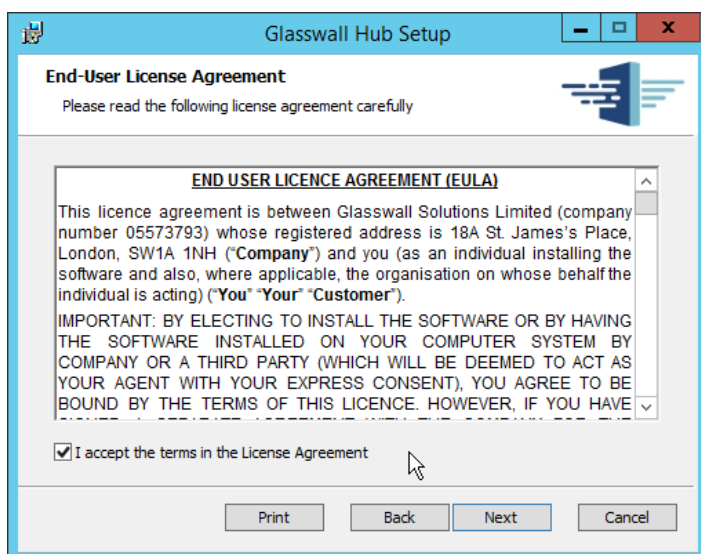 Glasswall Hub Setup
End-User License Agreement
Please read the following license agreement carefully
END USER LICENCE AGREEMENT (EULA)
This licence agreement is between Glasswall Solutions Limited (company
number 05573793) whose registered address is 18A St. James's Place,
London, SW1A 1NH (“Company”) and you (as an individual installing the
software and also, where applicable, the organisation on whose behalf the
individual is acting) (“You” “Your” “Customer”).
IMPORTANT: BY ELECTING TO INSTALL THE SOFTWARE OR BY HAVING
THE SOFTWARE INSTALLED ON YOUR COMPUTER SYSTEM BY
COMPANY OR A THIRD PARTY (WHICH WILL BE DEEMED TO ACT AS
YOUR AGENT WITH YOUR EXPRESS CONSENT), YOU AGREE TO BE
BOUND BY THE TERMS OF THIS LICENCE. HOWEVER, IF YOU HAVE
I accept the terms in the License Agreement
Print Back Next Cancel